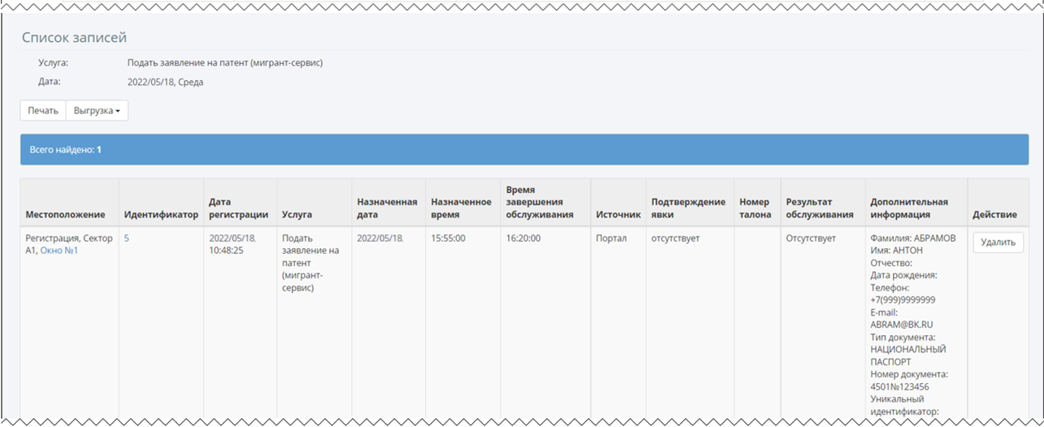 Список записей
Услуга: Подать заявление на патент (мигрант-сервис)
Дата: 2022/05/18, Среда
Печать Выгрузка
Всего найдено: 1
Местоположение
Идентификатор
Дата
регистрации
Услуга
Назначенная
дата
Назначенное
время
Время
завершения
обслуживания
Источник
Подтверждение
явки
Номер
талона
Результат
обслуживания
Дополнительная
информация
Действие
Регистрация, Сектор
А1, Окно №1
5
2022/05/18
10:48:25
Подать
заявление на
патент
(мигрант-
сервис)
2022/05/18
15:55:00
16:20:00
Портал
отсутствует
Отсутствует
Фамилия: АБРАМОВ
Имя: АНТОН
Отчество:
Дата рождения:
Телефон:
+7(999)9999999
E-mail:
ABRAM@BK.RU
Тип документа:
НАЦИОНАЛЬНЫЙ
ПАСПОРТ
Номер документа:
4501№123456
Уникальный
идентификатор:
Удалить